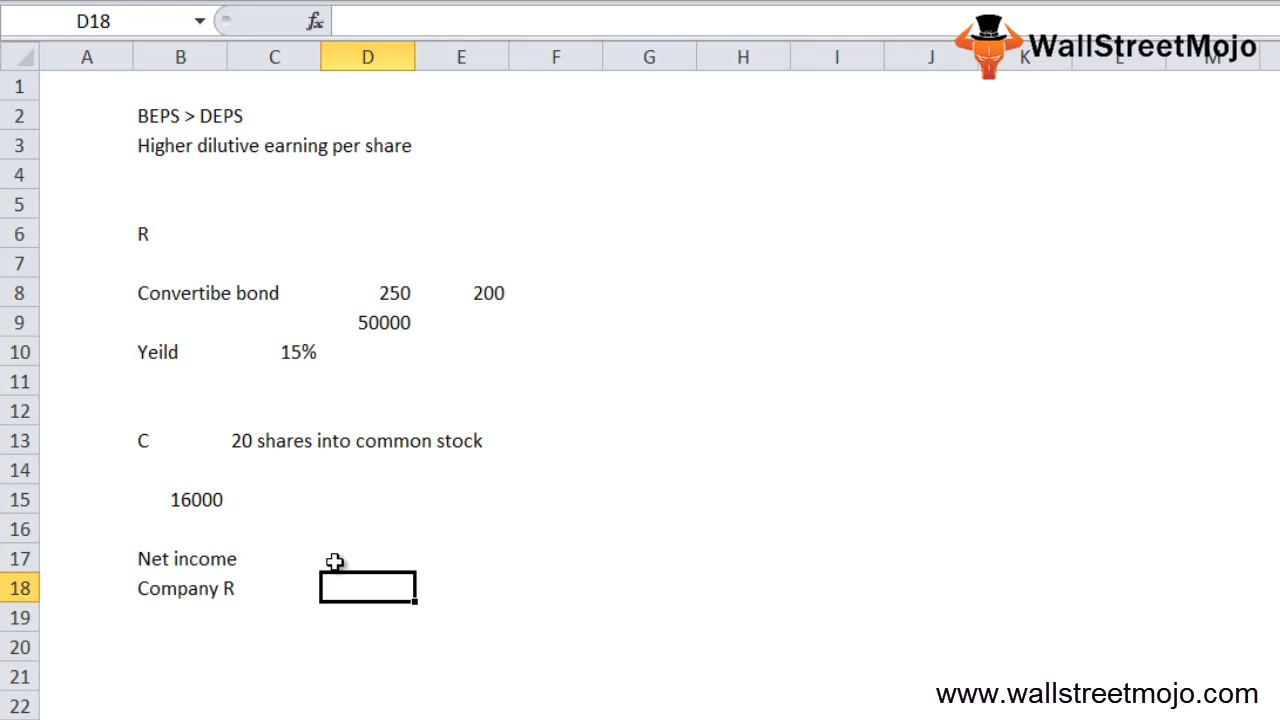 D18 fx
WallStreetMojo
A B C D E F G H I J K L M
1
2 BEPS > DEPS
3 Higher dilutive earning per share
4
5
6 R
7
8 Convertibe bond 250 200
9 50000
10 Yeild 15%
11
12
13 C 20 shares into common stock
14
15 16000
16
17 Net income
18 Company R
19
20
21
22
www.wallstreetmojo.com